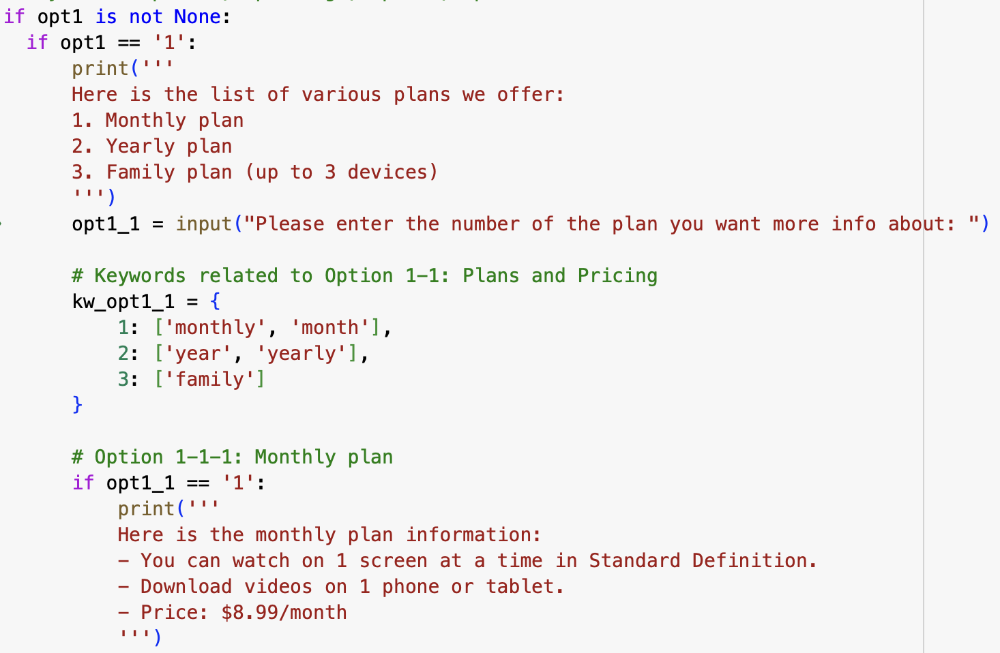 if opt1 is not None:
  if opt1 == '1':
      print('''
      Here is the list of various plans we offer:
      1. Monthly plan
      2. Yearly plan
      3. Family plan (up to 3 devices)
      ''')
      opt1_1 = input("Please enter the number of the plan you want more info about: ")

      # Keywords related to Option 1-1: Plans and Pricing
      kw_opt1_1 = {
          1: ['monthly', 'month'],
          2: ['year', 'yearly'],
          3: ['family']
      }

      # Option 1-1-1: Monthly plan
      if opt1_1 == '1':
          print('''
          Here is the monthly plan information:
          - You can watch on 1 screen at a time in Standard Definition.
          - Download videos on 1 phone or tablet.
          - Price: $8.99/month
          ''')